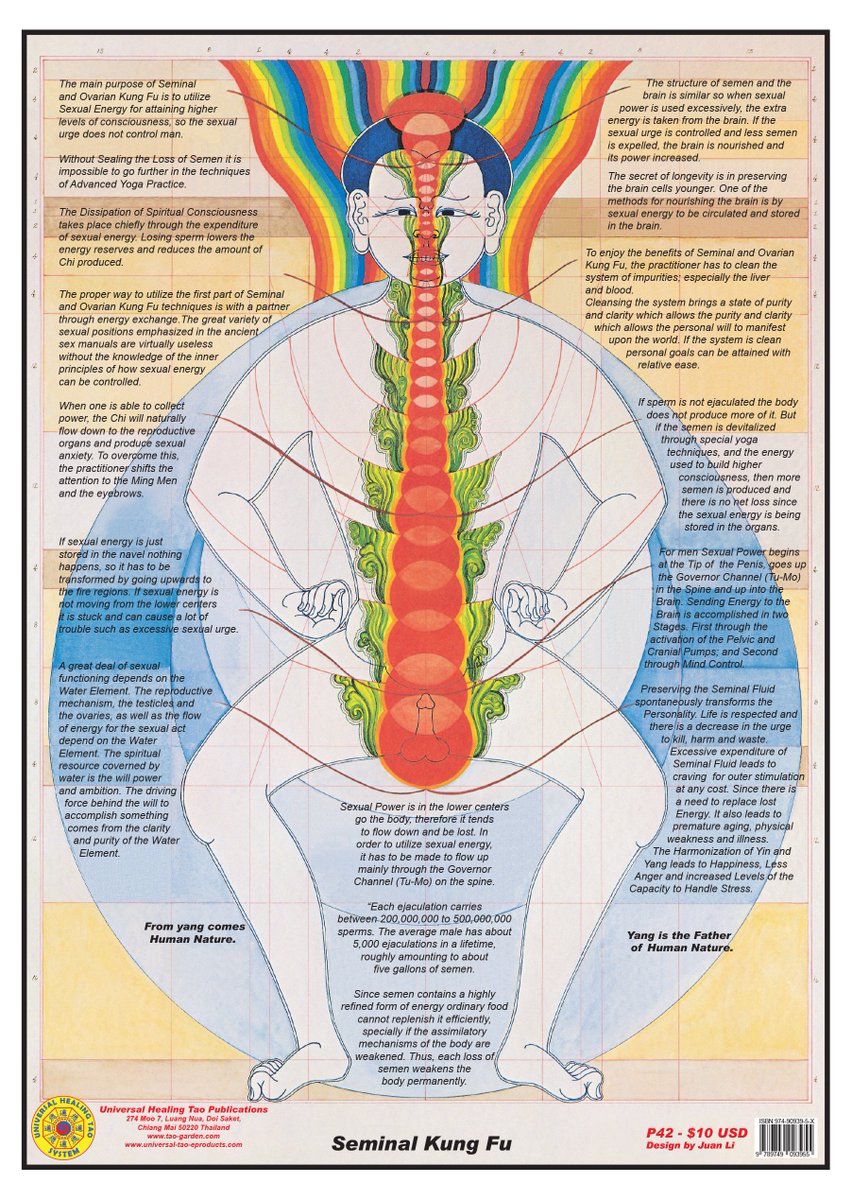 The main purpose of Seminal
and Ovarian Kung Fu is to utilize
Sexual Energy for attaining higher
levels of consciousness, so the sexual
urge does not control man.
Without Sealing the Loss of Semen it is
impossible to go further in the techniques
of Advanced Yoga Practice.
The Dissipation of Spiritual Consciousness
takes place chiefly through the expenditure
of sexual energy. Losing sperm lowers the
energy reserves and reduces the amount of
Chi produced.
The proper way to utilize the first part of Seminal
and Ovarian Kung Fu techniques is with a partner
through energy exchange.The great variety of
sexual positions emphasized in the ancient
sex manuals are virtually useless
without the knowledge of the inner
principles of how sexual energy
can be controlled.
When one is able to collect
power, the Chi will naturally
flow down to the reproductive
organs and produce sexual
anxiety. To overcome this,
the practitioner shifts the
attention to the Ming Men
and the eyebrows.
If sexual energy is just
stored in the navel nothing
happens, so it has to be
transformed by going upwards to
the fire regions. If sexual energy is
not moving from the lower centers
it is stuck and can cause a lot of
trouble such as excessive sexual urge.
A great deal of sexual
functioning depends on the
Water Element. The reproductive
mechanism, the testicles and
the ovaries, as well as the flow
of energy for the sexual act
depend on the Water
Element. The spiritual
resource coverned by
water is the will power
and ambition. The driving
force behind the will to
accomplish something
comes from the clarity
and purity of the Water
Element.
From yang comes
Human Nature.
The structure of semen and the
brain is similar so when sexual
power is used excessively, the extra
energy is taken from the brain. If the
sexual urge is controlled and less semen
is expelled, the brain is nourished and
its power increased.
The secret of longevity is in preserving
the brain cells younger. One of the
methods for nourishing the brain is by
sexual energy to be circulated and stored
in the brain.
To enjoy the benefits of Seminal and Ovarian
Kung Fu, the practitioner has to clean the
system of impurities; especially the liver
and blood.
Cleansing the system brings a state of purity
and clarity which allows the purity and clarity
which allows the personal will to manifest
upon the world. If the system is clean
personal goals can be attained with
relative ease.
If sperm is not ejaculated the body
does not produce more of it. But
if the semen is devitalized
through special yoga
techniques, and the energy
used to build higher
consciousness, then more
semen is produced and
there is no net loss since
the sexual energy is being
stored in the organs.
For men Sexual Power begins
at the Tip of the Penis, goes up
the Governor Channel (Tu-Mo)
in the Spine and up into the
Brain. Sending Energy to the
Brain is accomplished in two
Stages. First through the
activation of the Pelvic and
Cranial Pumps; and Second
through Mind Control.
Preserving the Seminal Fluid
spontaneously transforms the
Personality. Life is respected and
there is a decrease in the urge
to kill, harm and waste.
Excessive expenditure of
Seminal Fluid leads to
craving for outer stimulation
at any cost. Since there is
a need to replace lost
Energy. It also leads to
premature aging, physical
weakness and illness.
The Harmonization of Yin and
Yang leads to Happiness, Less
Anger and increased Levels of the
Capacity to Handle Stress.
Yang is the Father
of Human Nature.
Sexual Power is in the lower centers
go the body, therefore it tends
to flow down and be lost. In
order to utilize sexual energy,
it has to be made to flow up
mainly through the Governor
Channel (Tu-Mo) on the spine.
"Each ejaculation carries
between 200,000,000 to 500,000,000
sperms. The average male has about
5,000 ejaculations in a lifetime,
roughly amounting to about
five gallons of semen.
Since semen contains a highly
refined form of energy ordinary food
cannot replenish it efficiently,
specially if the assimilatory
mechanisms of the body are
weakened. Thus, each loss of
semen weakens the
body permanently.
UNIVERSAL HEALING TAO
SYSTEM
Universal Healing Tao Publications
274 Moo 7, Luang Nua, Doi Saket,
Chiang Mai 50220 Thailand
www.tao-garden.com
www.universal-tao-eproducts.com
Seminal Kung Fu
P42 - $10 USD
Design by Juan Li
ISBN 974-90939-5-X
9 789749 093955